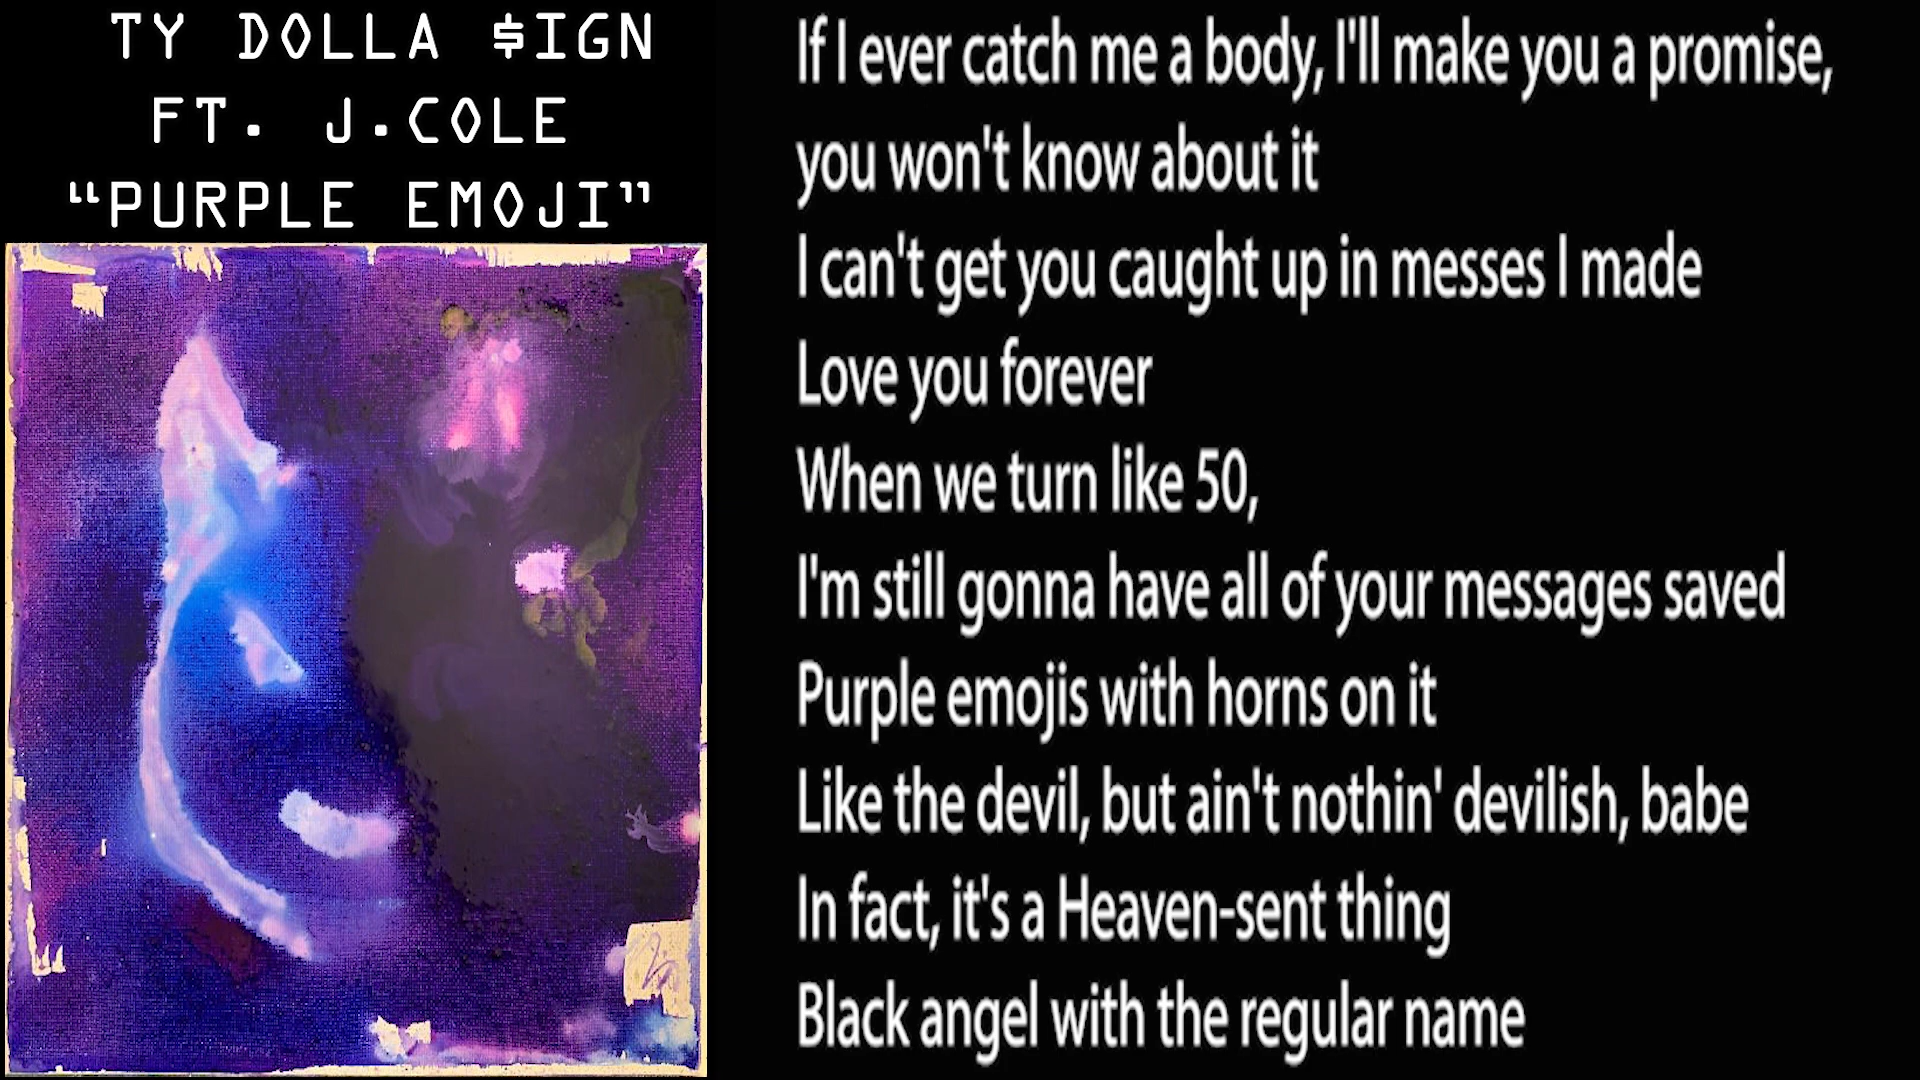 TY DOLLA $IGN
FT. J.COLE
“PURPLE EMOJI”
If I ever catch me a body, I'll make you a promise,
you won't know about it
I can't get you caught up in messes I made
Love you forever
When we turn like 50,
I'm still gonna have all of your messages saved
Purple emojis with horns on it
Like the devil, but ain't nothin' devilish, babe
In fact, it's a Heaven-sent thing
Black angel with the regular name